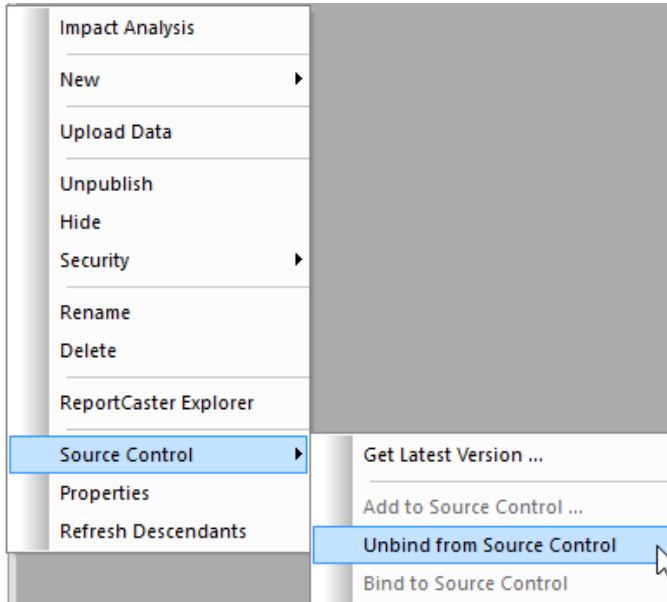 Impact Analysis
New
Upload Data
Unpublish
Hide
Security
Rename
Delete
ReportCaster Explorer
Source Control
Properties
Refresh Descendants
Get Latest Version ...
Add to Source Control ...
Unbind from Source Control
Bind to Source Control